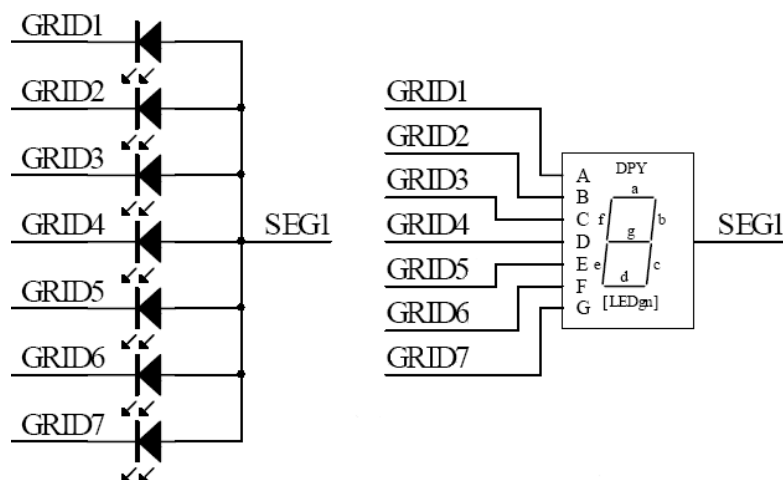 GRID1
GRID2
GRID3
GRID4
GRID5
GRID6
GRID7
SEG1
GRID1
GRID2
GRID3
GRID4
GRID5
GRID6
GRID7
DPY
A
B
C
D
E
F
G
a
f b
g
e c
d
[LEDgn]
SEG1